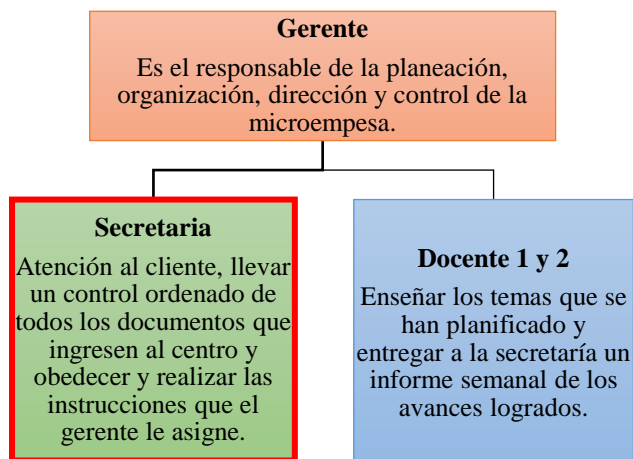 Gerente
Es el responsable de la planeación,
organización, dirección y control de la
microempesa.
Secretaria
Atención al cliente, llevar
un control ordenado de
todos los documentos que
ingresen al centro y
obedecer y realizar las
instrucciones que el
gerente le asigne.
Docente 1 y 2
Enseñar los temas que se
han planificado y
entregar a la secretaría un
informe semanal de los
avances logrados.